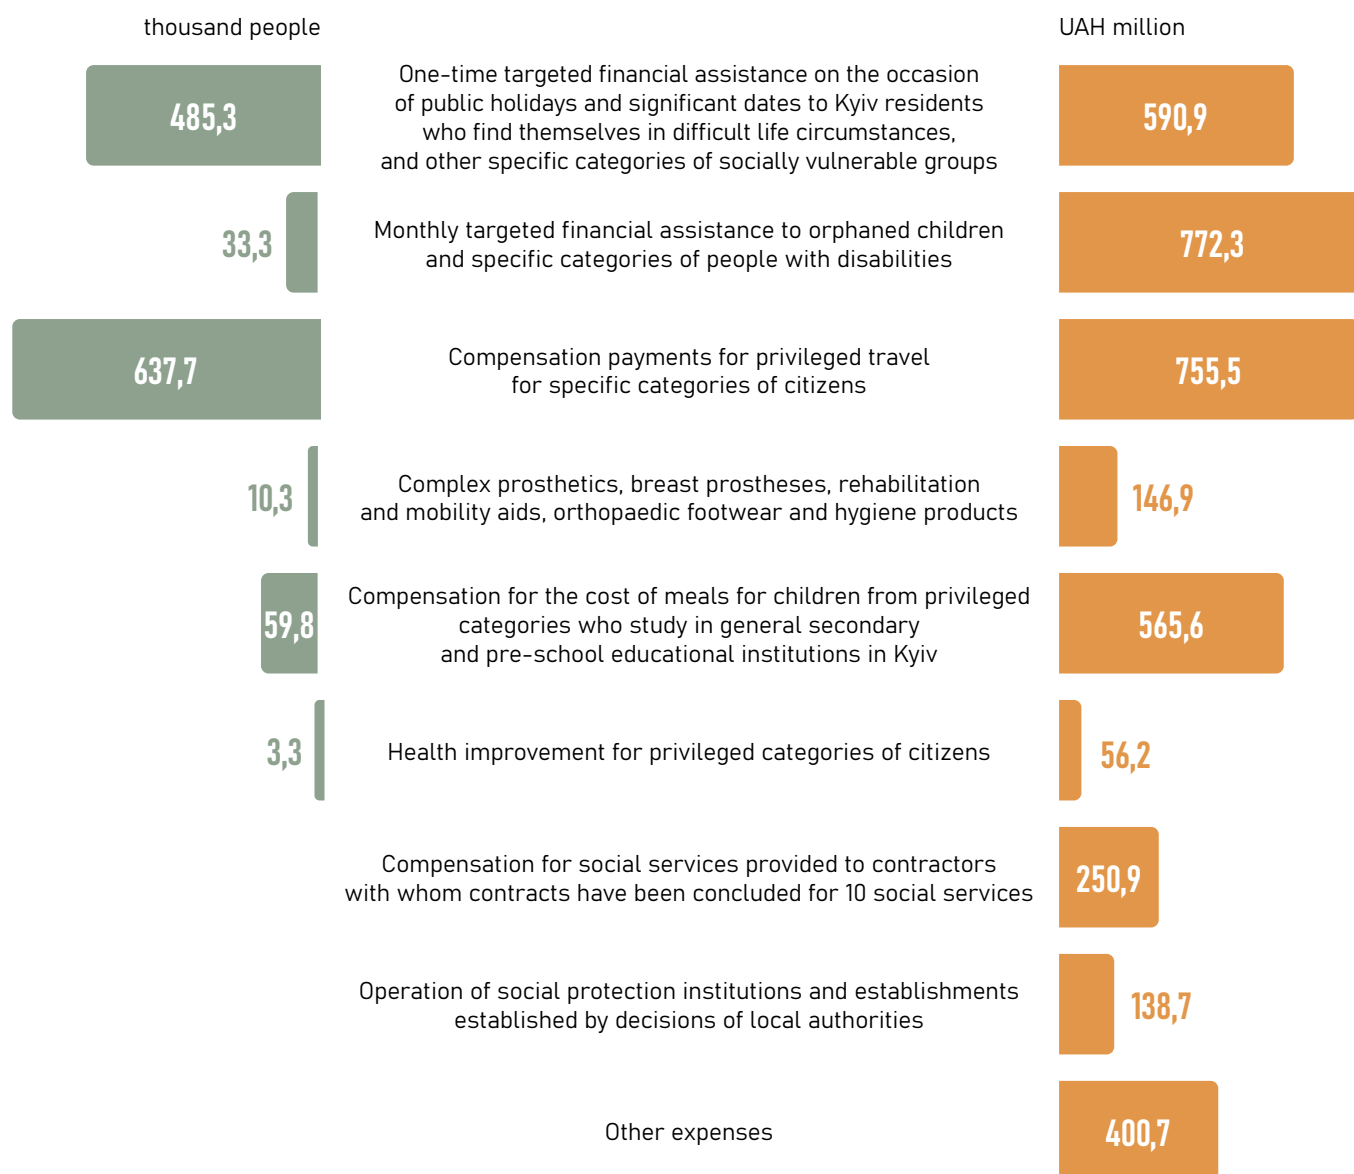 thousand people
UAH million
485,3
One-time targeted financial assistance on the occasion
of public holidays and significant dates to Kyiv residents
who find themselves in difficult life circumstances,
and other specific categories of socially vulnerable groups
590,9
33,3
Monthly targeted financial assistance to orphaned children
and specific categories of people with disabilities
772,3
637,7
Compensation payments for privileged travel
for specific categories of citizens
755,5
10,3
Complex prosthetics, breast prostheses, rehabilitation
and mobility aids, orthopaedic footwear and hygiene products
146,9
59,8
Compensation for the cost of meals for children from privileged
categories who study in general secondary
and pre-school educational institutions in Kyiv
565,6
3,3
Health improvement for privileged categories of citizens
56,2
Compensation for social services provided to contractors
with whom contracts have been concluded for 10 social services
250,9
Operation of social protection institutions and establishments
established by decisions of local authorities
138,7
Other expenses
400,7